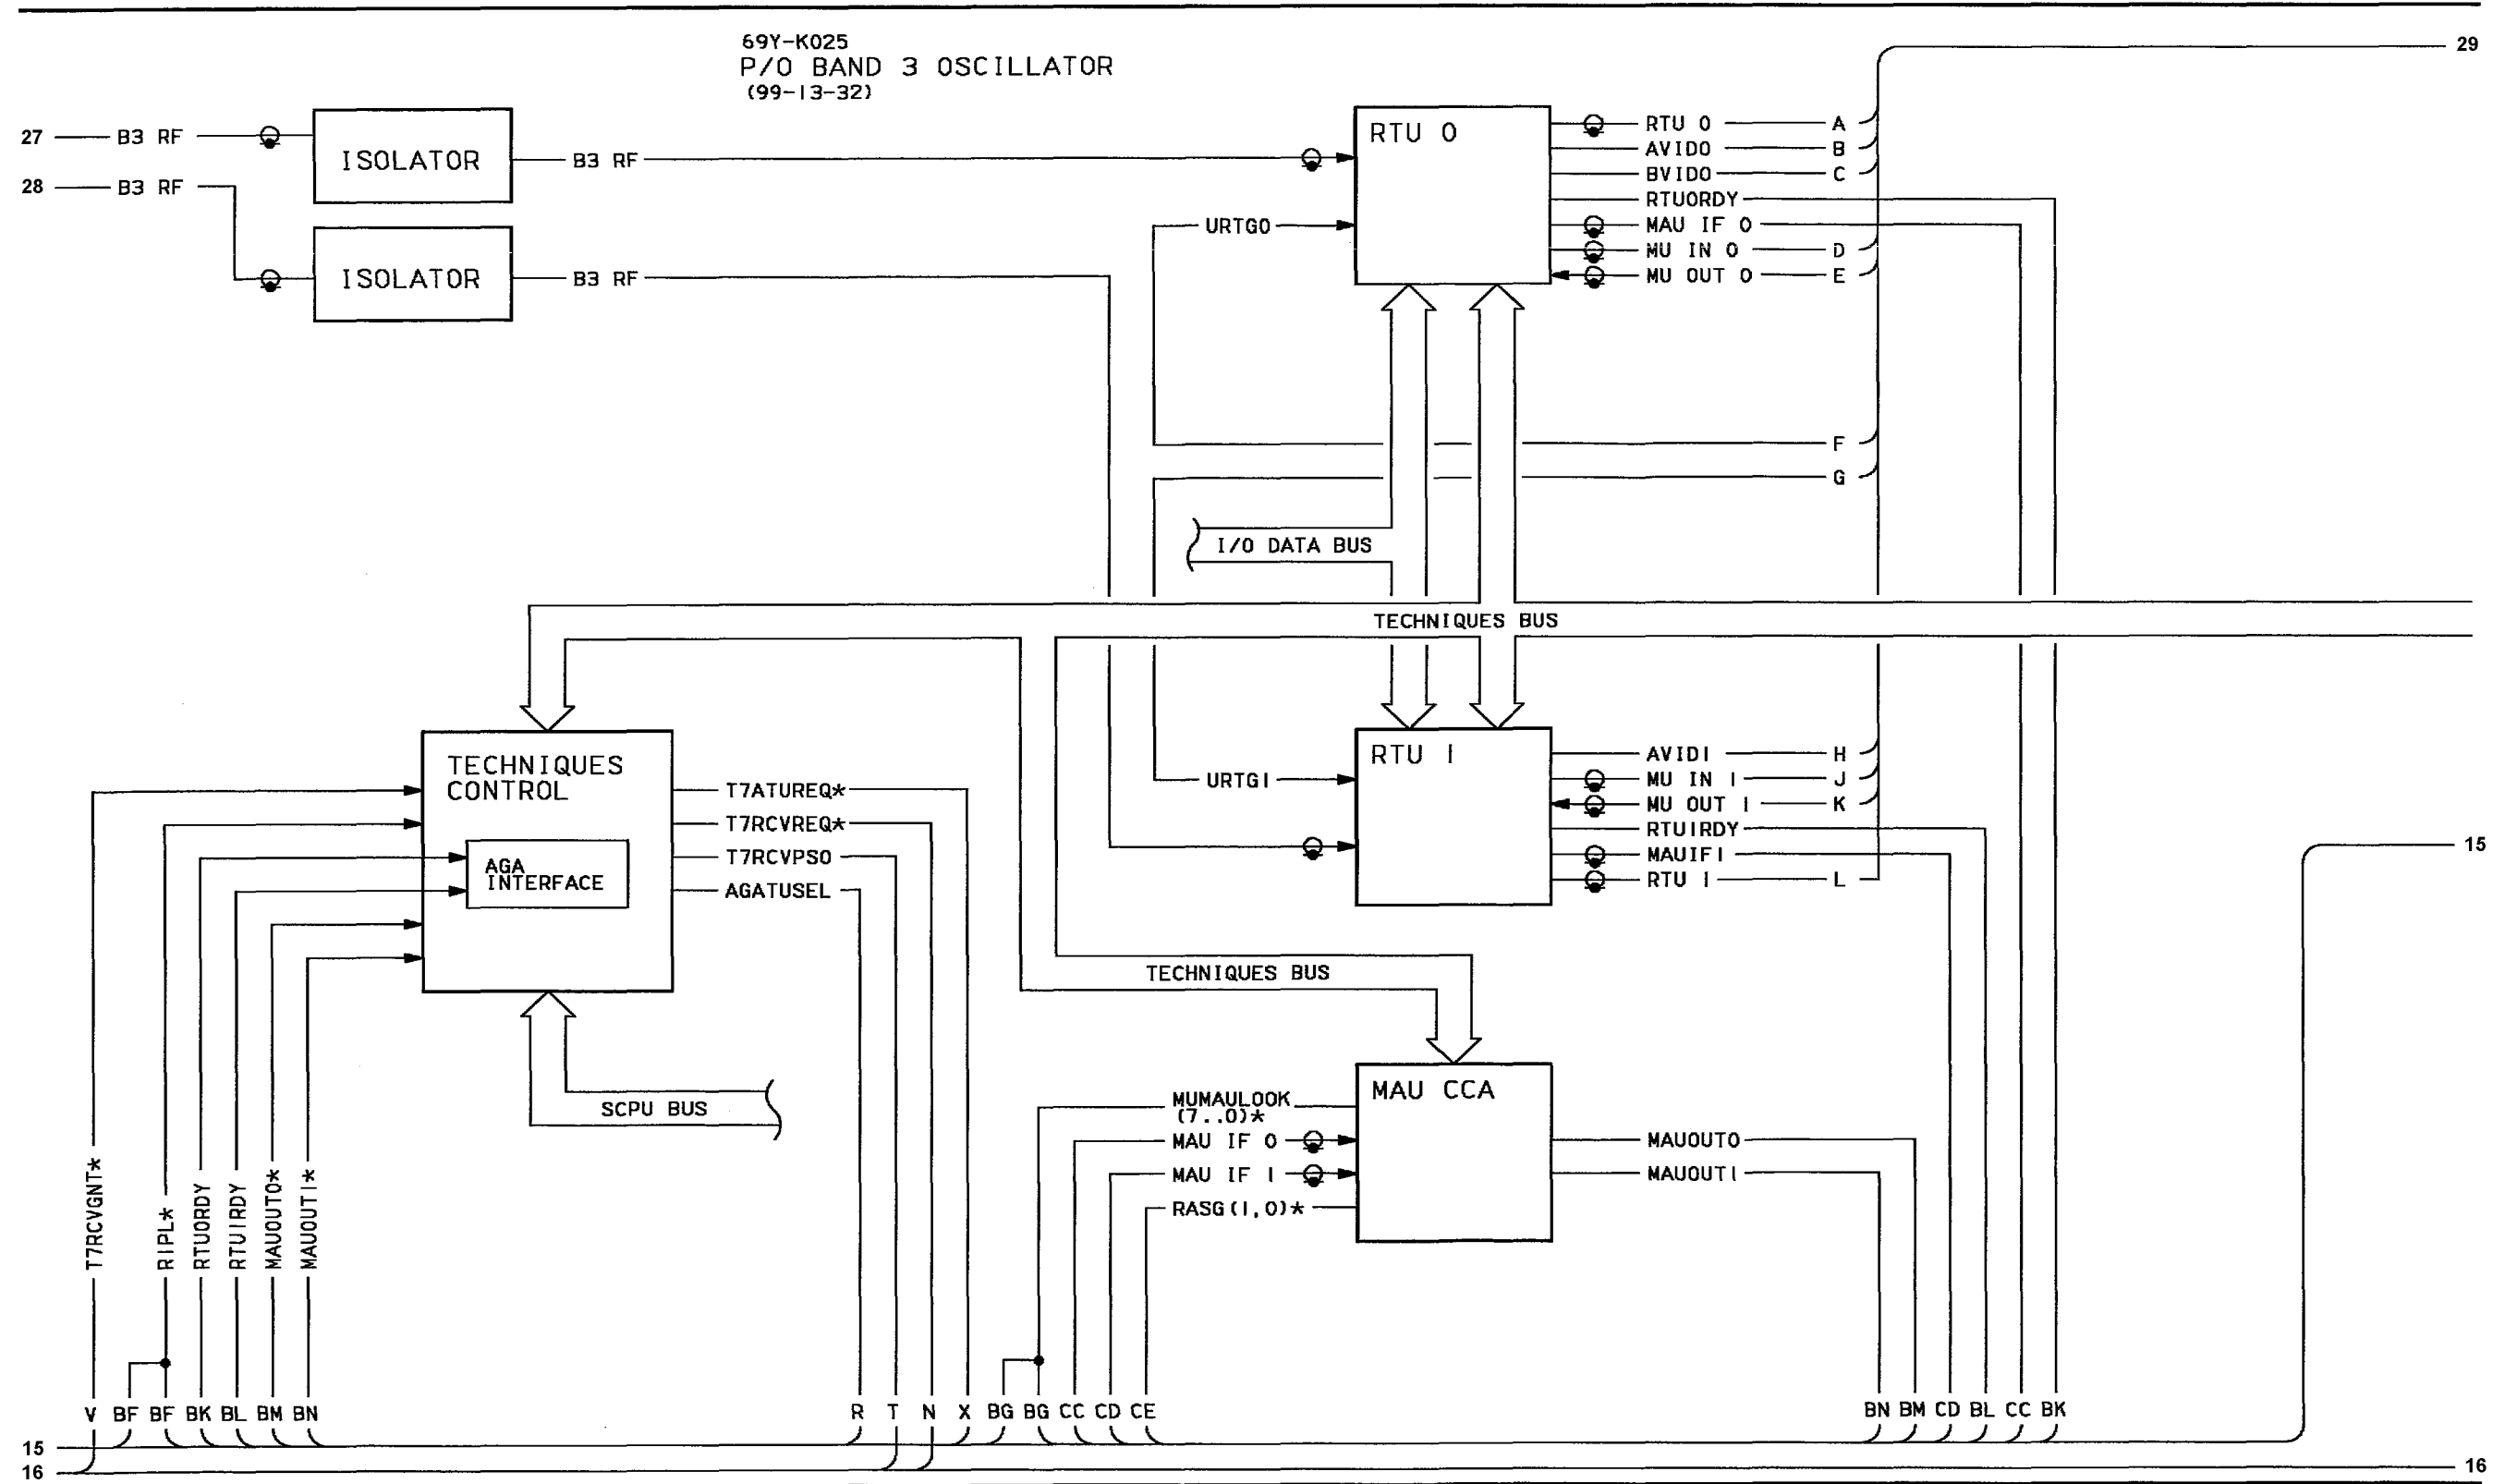 69Y-K025
P/O BAND 3 OSCILLATOR
(99-13-32)
29
27 B3 RF
ISOLATOR
B3 RF
28 B3 RF
ISOLATOR
B3 RF
RTU 0
URTG0
RTU 0 A
AVID0 B
BVID0 C
RTU0RDY
MAU IF 0
MU IN 0 D
MU OUT 0 E
F
G
I/O DATA BUS
TECHNIQUES BUS
TECHNIQUES
CONTROL
AGA
INTERFACE
T7ATUREQ*
T7RCVREQ*
T7RCVPS0
AGATUSEL
RTU 1
URTG1
AVID1 H
MU IN 1 J
MU OUT 1 K
RTU1RDY
MAUIF1
RTU 1 L
15
TECHNIQUES BUS
SCPU BUS
MAU CCA
MUMAULOOK
(7..0)*
MAU IF 0
MAU IF 1
RASG(1,0)*
MAUOUT0
MAUOUT1
T7RCVGNT*
RIPL*
RTU0RDY
RTU1RDY
MAUOUT0*
MAUOUT1*
V BF BF BK BL BM BN
R T N X BG BG CC CD CE
BN BM CD BL CC BK
15
16
16